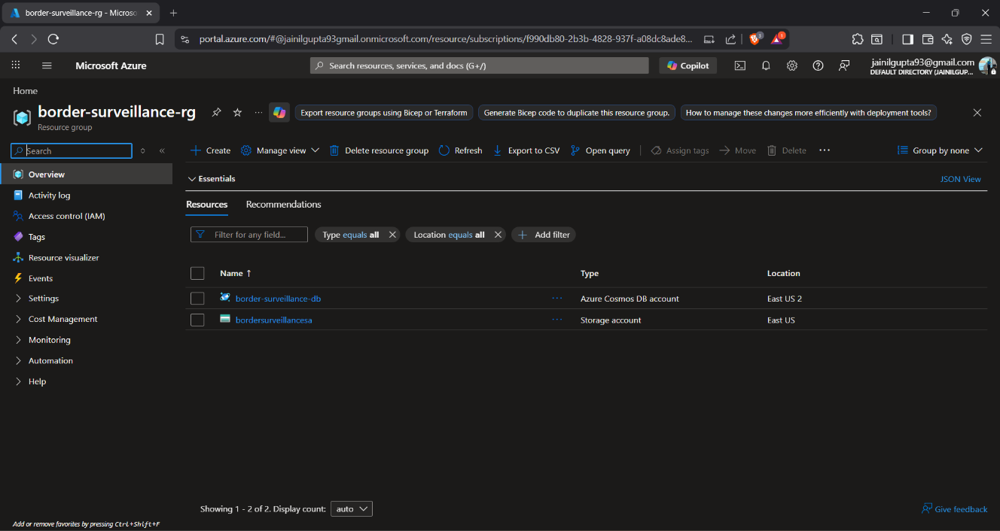 border-surveillance-rg - Microso
portal.azure.com/#@jainilgupta93gmail.onmicrosoft.com/resource/subscriptions/f990db80-2b3b-4828-937f-a08dc8ade8...
3
1
Microsoft Azure
Search resources, services, and docs (G+/)
Copilot
jainilgupta93@gmail.com
DEFAULT DIRECTORY (JAINILGUP...
Home
border-surveillance-rg
Resource group
Export resource groups using Bicep or Terraform
Generate Bicep code to duplicate this resource group.
How to manage these changes more efficiently with deployment tools?
Search
Create
Manage view
Delete resource group
Refresh
Export to CSV
Open query
Assign tags
Move
Delete
Group by none
Overview
Activity log
Access control (IAM)
Tags
Resource visualizer
Events
Settings
Cost Management
Monitoring
Automation
Help
Essentials
JSON View
Resources
Recommendations
Filter for any field...
Type equals all
Location equals all
Add filter
Name ↑ Type Location
border-surveillance-db ... Azure Cosmos DB account East US 2
bordersurveillancesa ... Storage account East US
Showing 1 - 2 of 2. Display count: auto
Give feedback
Add or remove favorites by pressing Ctrl+Shift+F